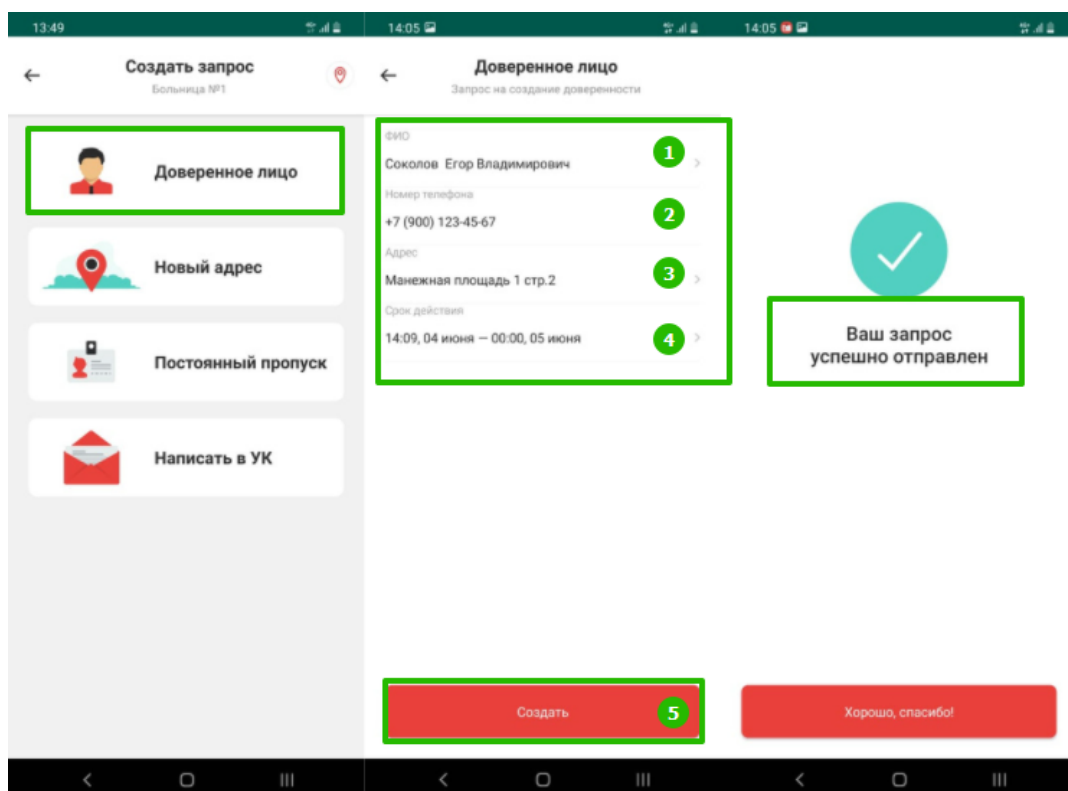 13:49
Создать запрос
Больница №1
Доверенное лицо
Новый адрес
Постоянный пропуск
Написать в УК
14:05
Доверенное лицо
Запрос на создание доверенности
ФИО
Соколов Егор Владимирович
1
Номер телефона
+7 (900) 123-45-67
2
Адрес
Манежная площадь 1 стр.2
3
Срок действия
14:09, 04 июня — 00:00, 05 июня
4
Создать
5
14:05
Ваш запрос
успешно отправлен
Хорошо, спасибо!